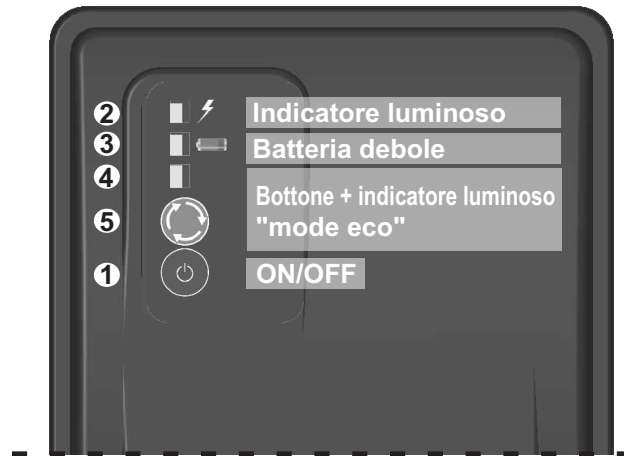 2 Indicatore luminoso
3 Batteria debole
4 Bottone + indicatore luminoso
5 "mode eco"
1 ON/OFF